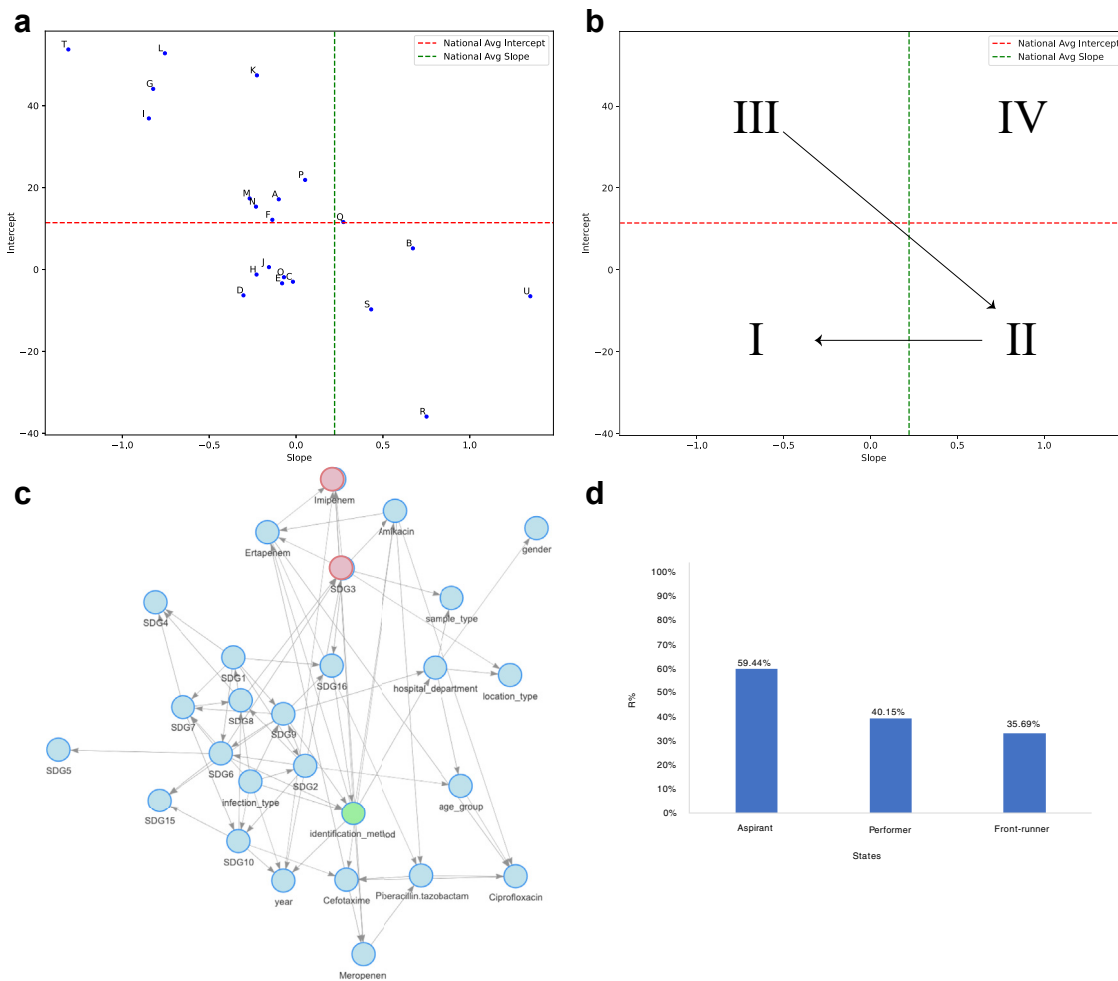 a
National Avg Intercept
National Avg Slope
T
L
G
K
I
P
M
A
N
F
Q
B
J
H
O
E
C
D
S
U
R
40
20
0
−20
−40
−1.0
−0.5
0.0
0.5
1.0
Intercept
Slope
b
National Avg Intercept
National Avg Slope
III
IV
I
II
40
20
0
−20
−40
−1.0
−0.5
0.0
0.5
1.0
Intercept
Slope
c
Imipenem
Amikacin
Ertapenem
gender
SDG3
sample_type
SDG4
SDG1
SDG16
hospital_department
location_type
SDG7
SDG8
SDG9
SDG5
SDG6
SDG2
infection_type
age_group
SDG15
identification_method
SDG10
year
Cefotaxime
Ciprofloxacin
Meropenen
d
100%
90%
80%
70%
60%
50%
40%
30%
20%
10%
0%
R%
59.44%
40.15%
35.69%
Aspirant
Performer
Front-runner
States